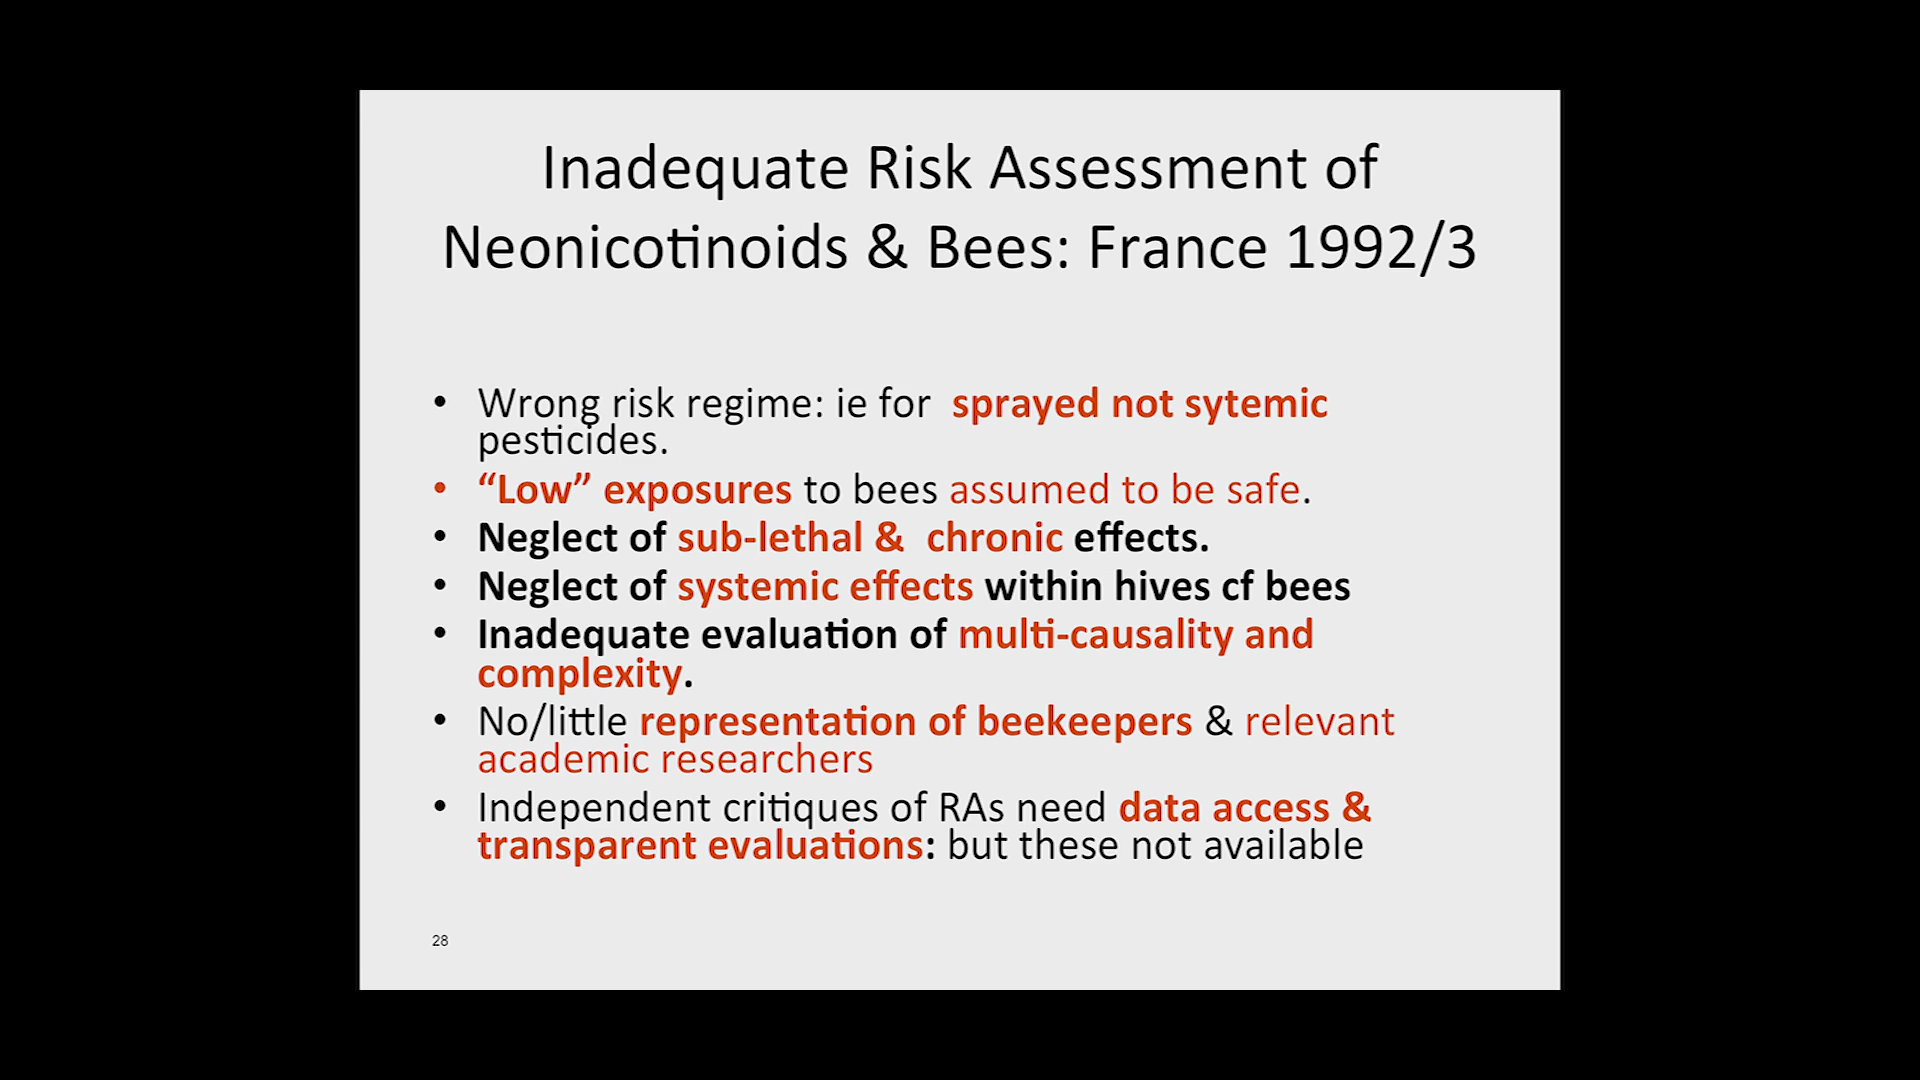 Inadequate Risk Assessment of
Neonicotinoids & Bees: France 1992/3
• Wrong risk regime: ie for sprayed not sytemic
pesticides.
• “Low” exposures to bees assumed to be safe.
• Neglect of sub-lethal & chronic effects.
• Neglect of systemic effects within hives cf bees
• Inadequate evaluation of multi-causality and
complexity.
• No/little representation of beekeepers & relevant
academic researchers
• Independent critiques of RAs need data access &
transparent evaluations: but these not available
28